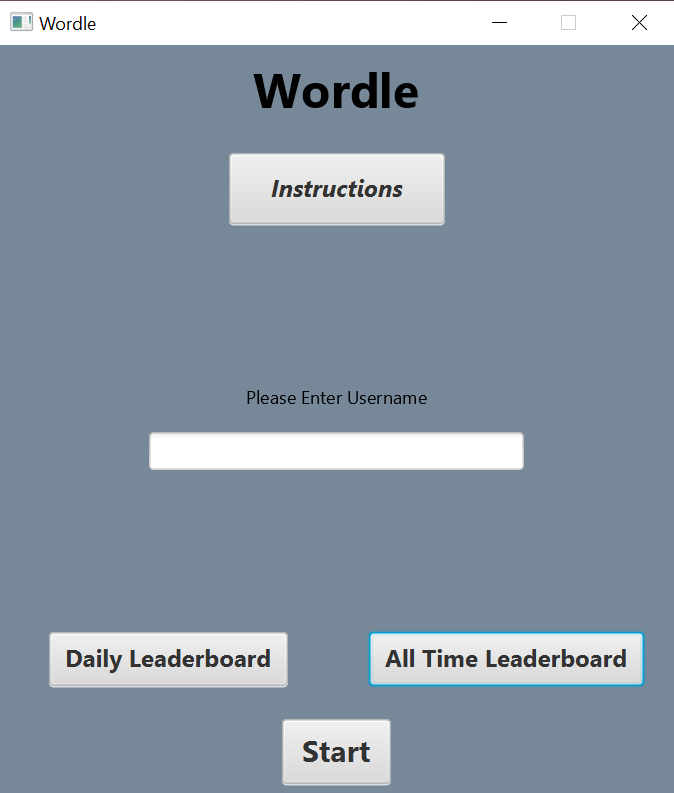 Wordle
Wordle
Instructions
Please Enter Username
Daily Leaderboard
All Time Leaderboard
Start